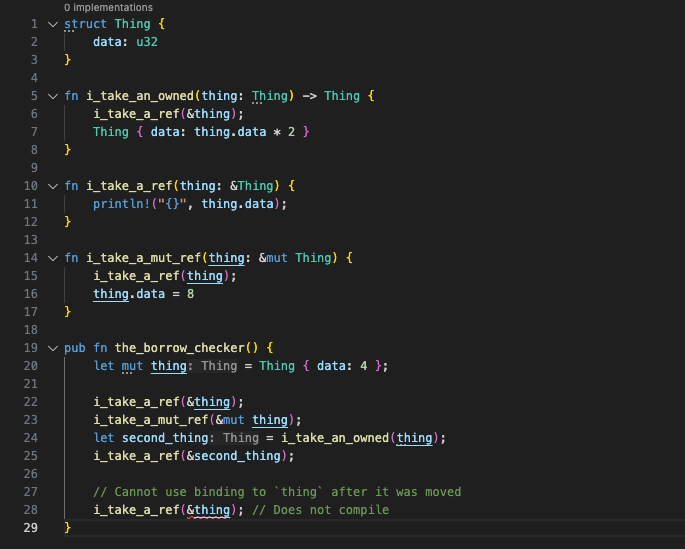 0 implementations
1 struct Thing {
2     data: u32
3 }
4
5 fn i_take_an_owned(thing: Thing) -> Thing {
6     i_take_a_ref(&thing);
7     Thing { data: thing.data * 2 }
8 }
9
10 fn i_take_a_ref(thing: &Thing) {
11     println!("{}", thing.data);
12 }
13
14 fn i_take_a_mut_ref(thing: &mut Thing) {
15     i_take_a_ref(thing);
16     thing.data = 8
17 }
18
19 pub fn the_borrow_checker() {
20     let mut thing: Thing = Thing { data: 4 };
21
22     i_take_a_ref(&thing);
23     i_take_a_mut_ref(&mut thing);
24     let second_thing: Thing = i_take_an_owned(thing);
25     i_take_a_ref(&second_thing);
26
27     // Cannot use binding to `thing` after it was moved
28     i_take_a_ref(&thing); // Does not compile
29 }